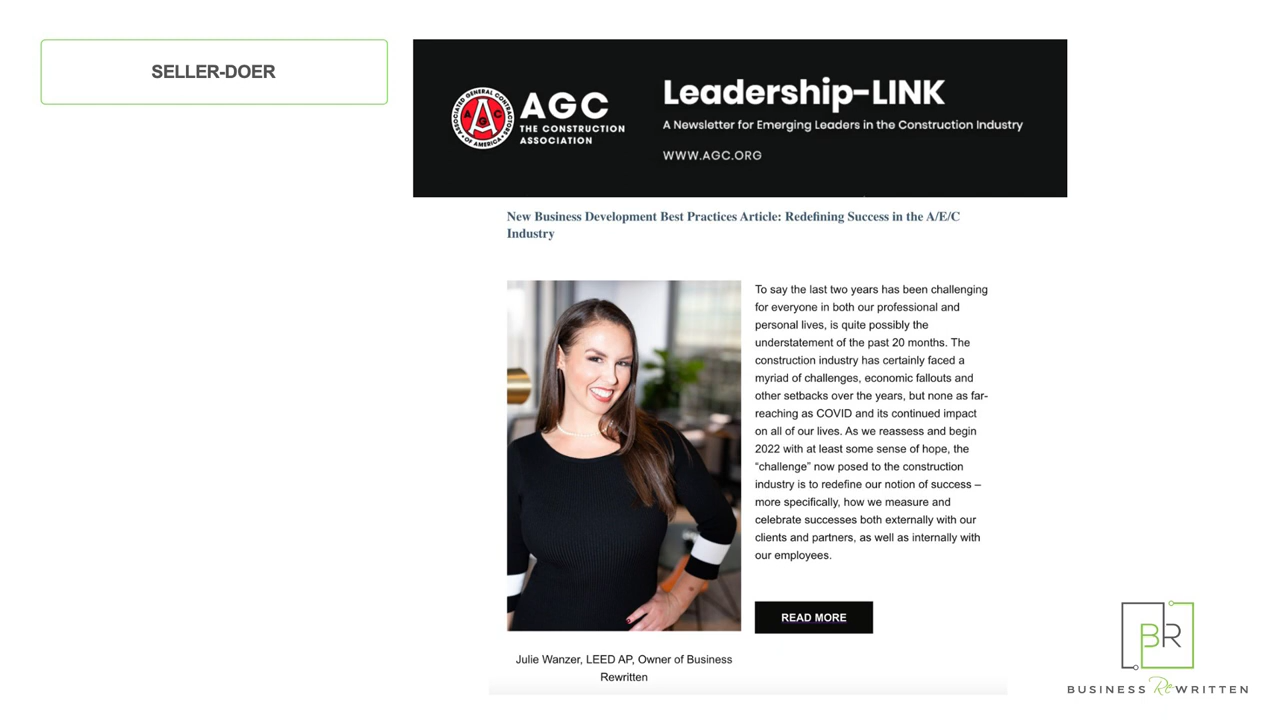 SELLER-DOER
ASSOCIATED GENERAL CONTRACTORS
OF AMERICA
AGC
AGC
THE CONSTRUCTION
ASSOCIATION
Leadership-LINK
A Newsletter for Emerging Leaders in the Construction Industry
WWW.AGC.ORG
New Business Development Best Practices Article: Redefining Success in the A/E/C
Industry
To say the last two years has been challenging
for everyone in both our professional and
personal lives, is quite possibly the
understatement of the past 20 months. The
construction industry has certainly faced a
myriad of challenges, economic fallouts and
other setbacks over the years, but none as far-
reaching as COVID and its continued impact
on all of our lives. As we reassess and begin
2022 with at least some sense of hope, the
“challenge” now posed to the construction
industry is to redefine our notion of success –
more specifically, how we measure and
celebrate successes both externally with our
clients and partners, as well as internally with
our employees.
READ MORE
Julie Wanzer, LEED AP, Owner of Business
Rewritten
BR
BUSINESS ReWRITTEN